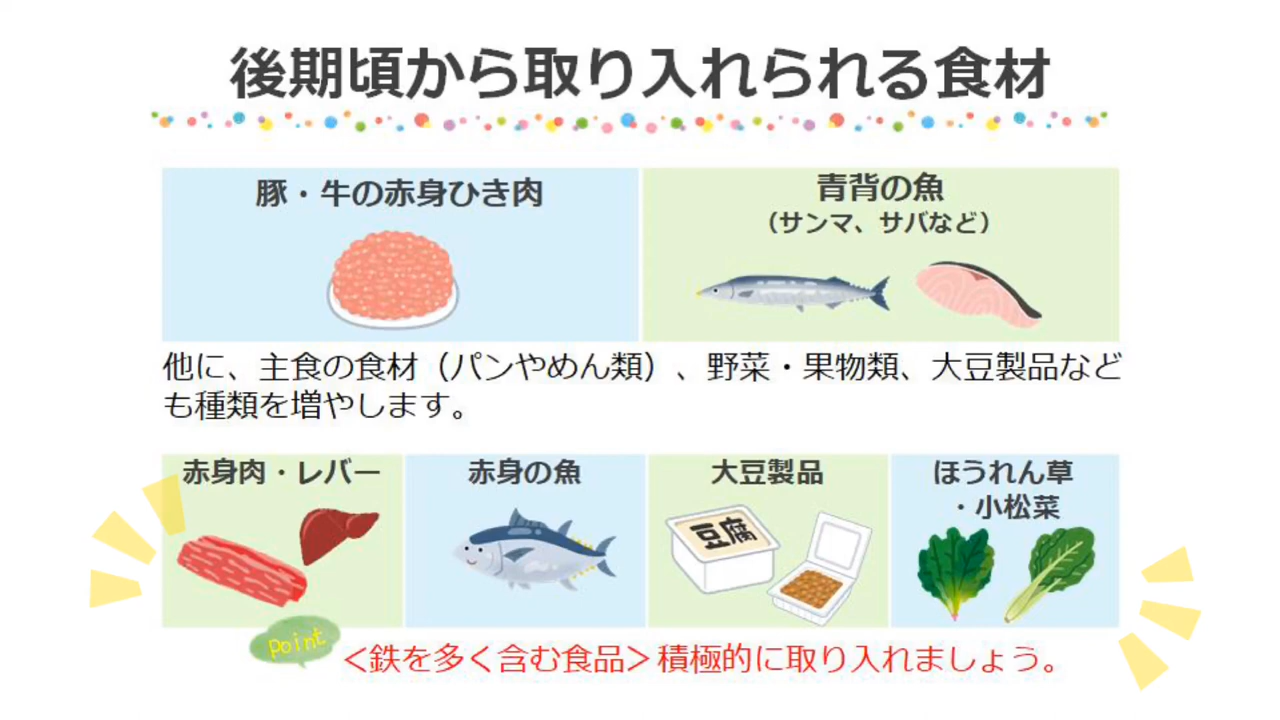 後期頃から取り入れられる食材
豚・牛の赤身ひき肉
青背の魚
（サンマ、サバなど）
他に、主食の食材（パンやめん類）、野菜・果物類、大豆製品など
も種類を増やします。
赤身肉・レバー
赤身の魚
大豆製品
豆腐
ほうれん草
・小松菜
point
＜鉄を多く含む食品＞積極的に取り入れましょう。